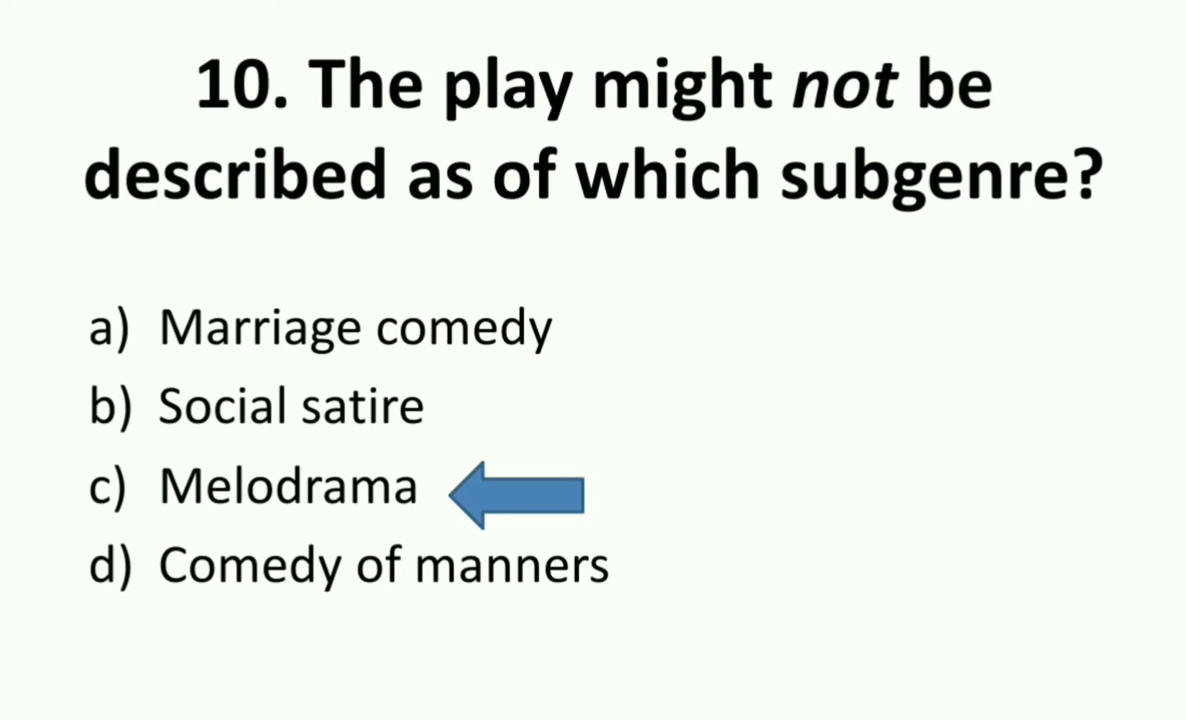 10. The play might not be
described as of which subgenre?
a) Marriage comedy
b) Social satire
c) Melodrama
d) Comedy of manners